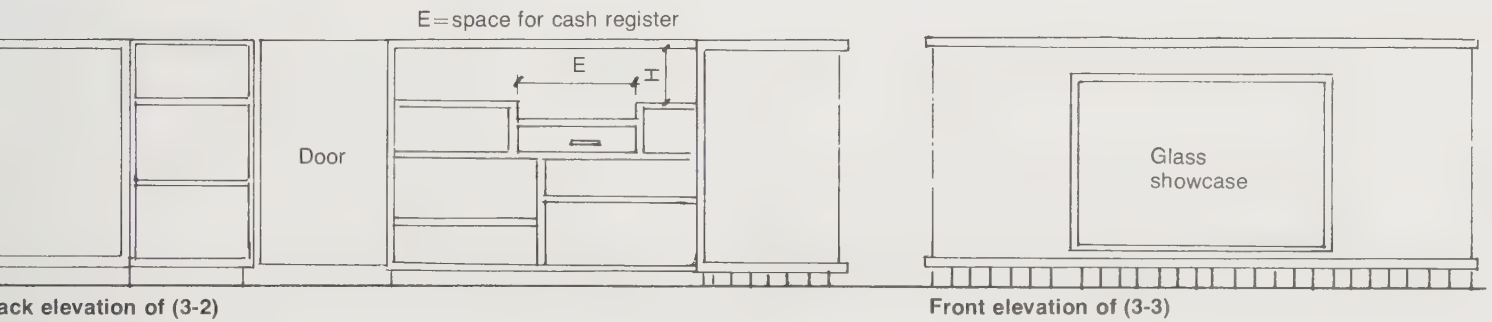 E=space for cash register
E
H
Door
Glass
showcase
ack elevation of (3-2)
Front elevation of (3-3)